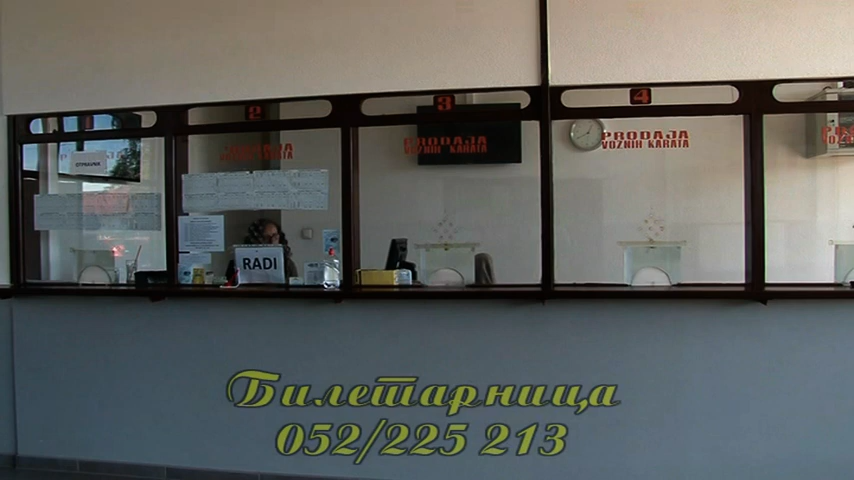 2
3
4
PRODAJA
VOZNIH KARATA
PRODAJA
VOZNIH KARATA
PRODAJA
VOZNIH KARATA
OTPRAVNIK
RADI
Билетарница
052/225 213